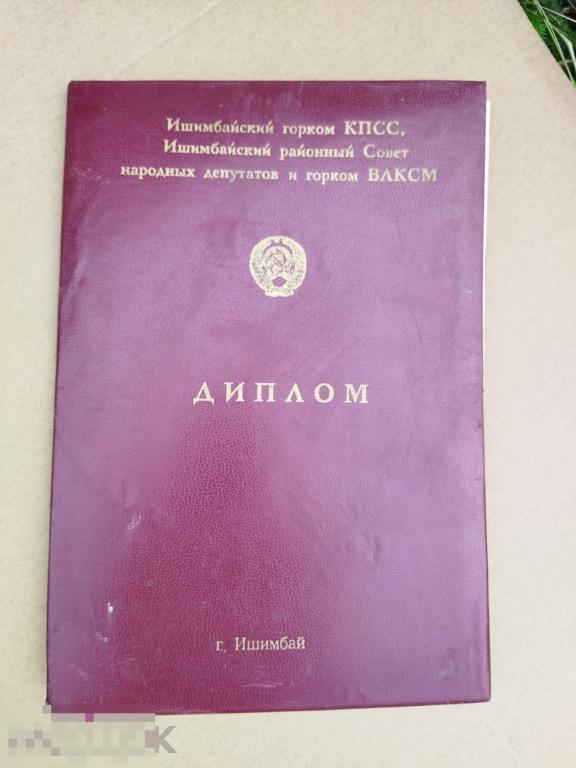 Ишимбайский горком КПСС,
Ишимбайский районный Совет
народных депутатов и горком ВЛКСМ
ДИПЛОМ
г. Ишимбай